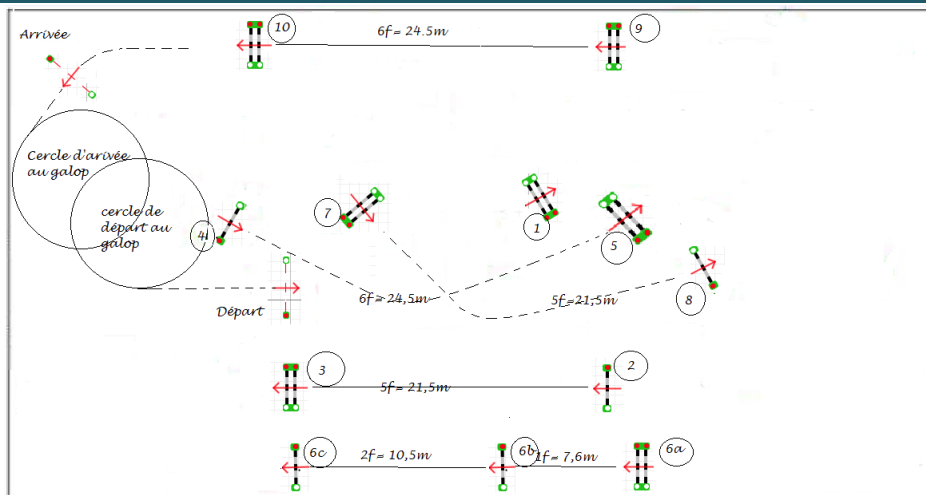 Arrivée
10
6f = 24.5m
9
Cercle d'arivée
au galop
cercle de
départ au
galop
4
7
1
5
6f = 24,5m
5f=21,5m
8
Départ
3
5f = 21,5m
2
6c
2f = 10,5m
6b
1f = 7,6m
6a